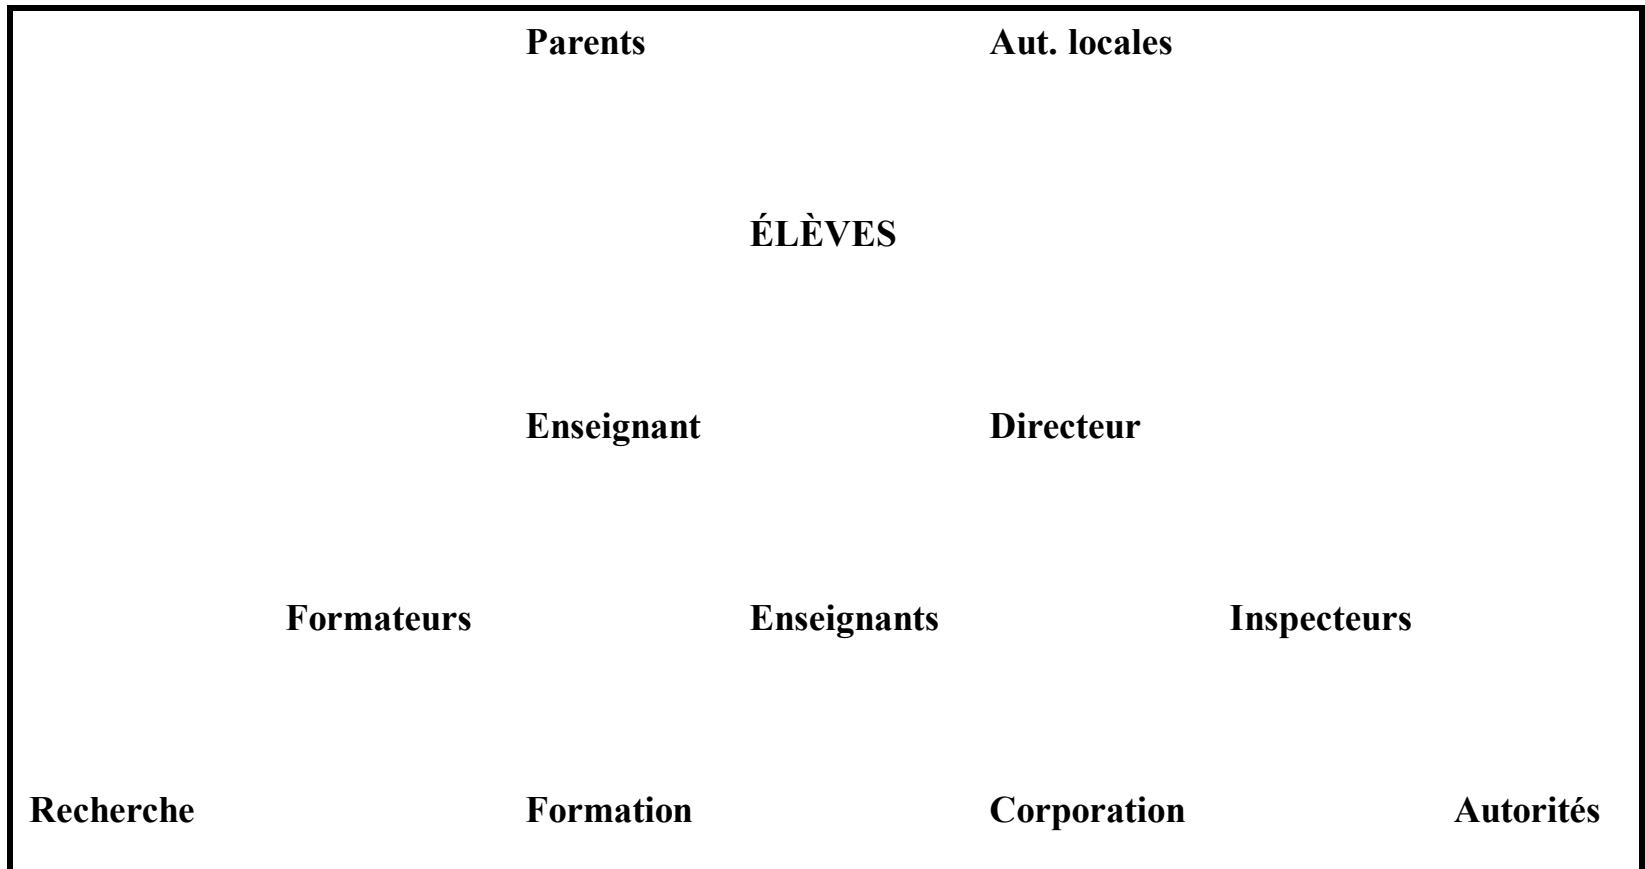 Parents Aut. locales
ÉLÈVES
Enseignant Directeur
Formateurs Enseignants Inspecteurs
Recherche Formation Corporation Autorités